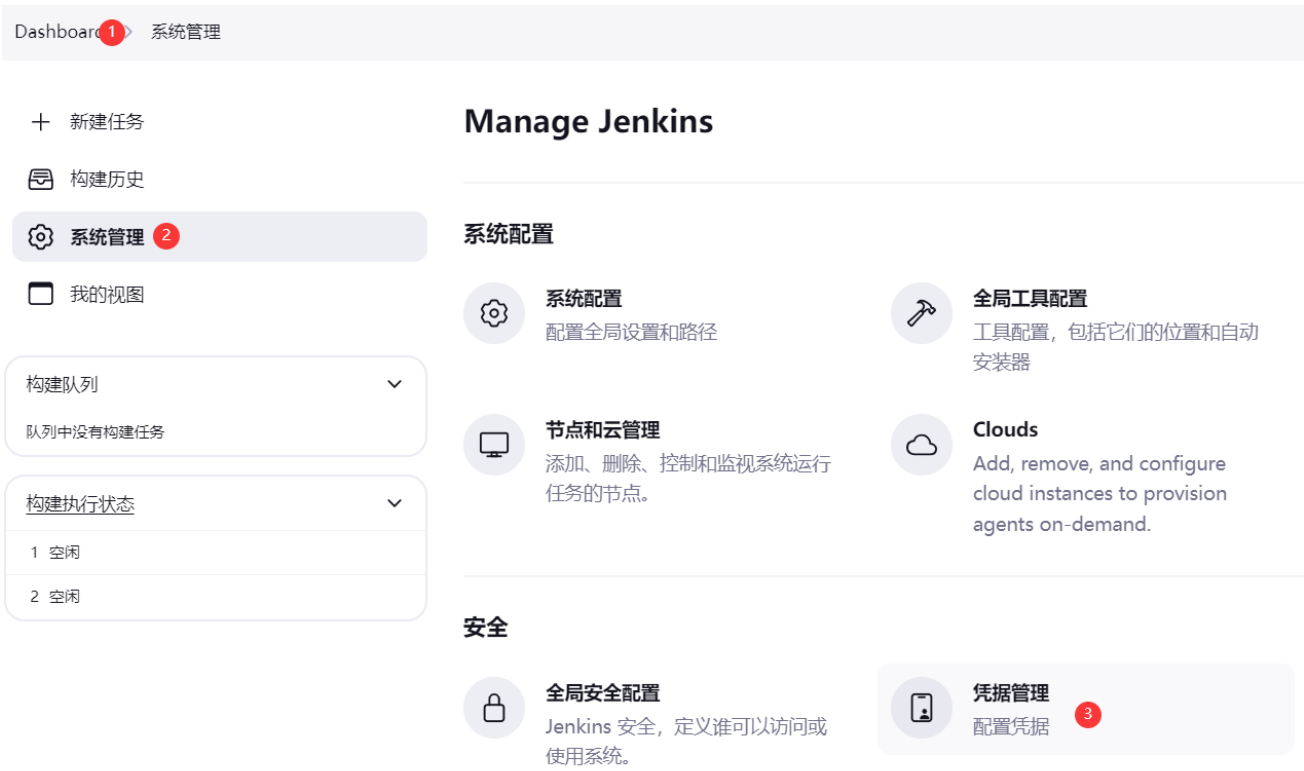 Dashboard 1 > 系统管理
新建任务
构建历史
系统管理 2
我的视图
构建队列
队列中没有构建任务
构建执行状态
1 空闲
2 空闲
Manage Jenkins
系统配置
系统配置
配置全局设置和路径
全局工具配置
工具配置，包括它们的位置和自动
安装器
节点和云管理
添加、删除、控制和监视系统运行
任务的节点。
Clouds
Add, remove, and configure
cloud instances to provision
agents on-demand.
安全
全局安全配置
Jenkins 安全，定义谁可以访问或
使用系统。
凭据管理
配置凭据 3